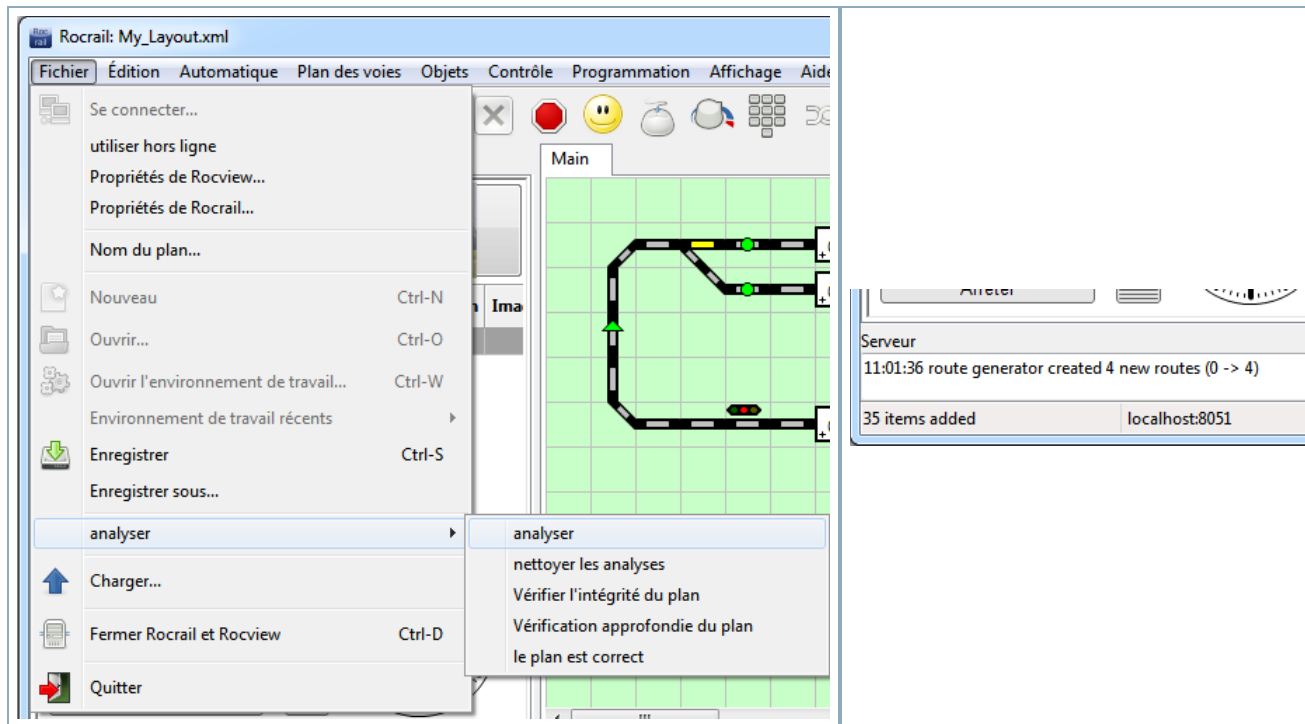 Roc
rail
Rocrail: My_Layout.xml
Fichier Édition Automatique Plan des voies Objets Contrôle Programmation Affichage Aide
Se connecter...
utiliser hors ligne
Propriétés de Rocview...
Propriétés de Rocrail...
Nom du plan...
Nouveau Ctrl-N
Ouvrir... Ctrl-O
Ouvrir l'environnement de travail... Ctrl-W
Environnement de travail récents
Enregistrer Ctrl-S
Enregistrer sous...
analyser
Charger...
Fermer Rocrail et Rocview Ctrl-D
Quitter
analyser
nettoyer les analyses
Vérifier l'intégrité du plan
Vérification approfondie du plan
le plan est correct
Main
Ima
Arrêter
Serveur
11:01:36 route generator created 4 new routes (0 -> 4)
35 items added localhost:8051